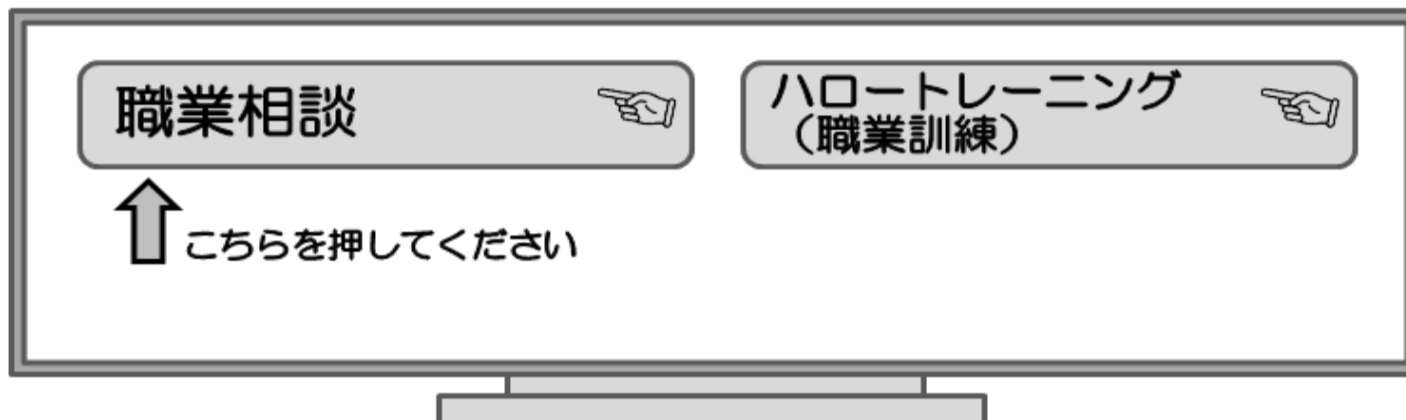 職業相談
ハロートレーニング
（職業訓練）
こちらを押してください